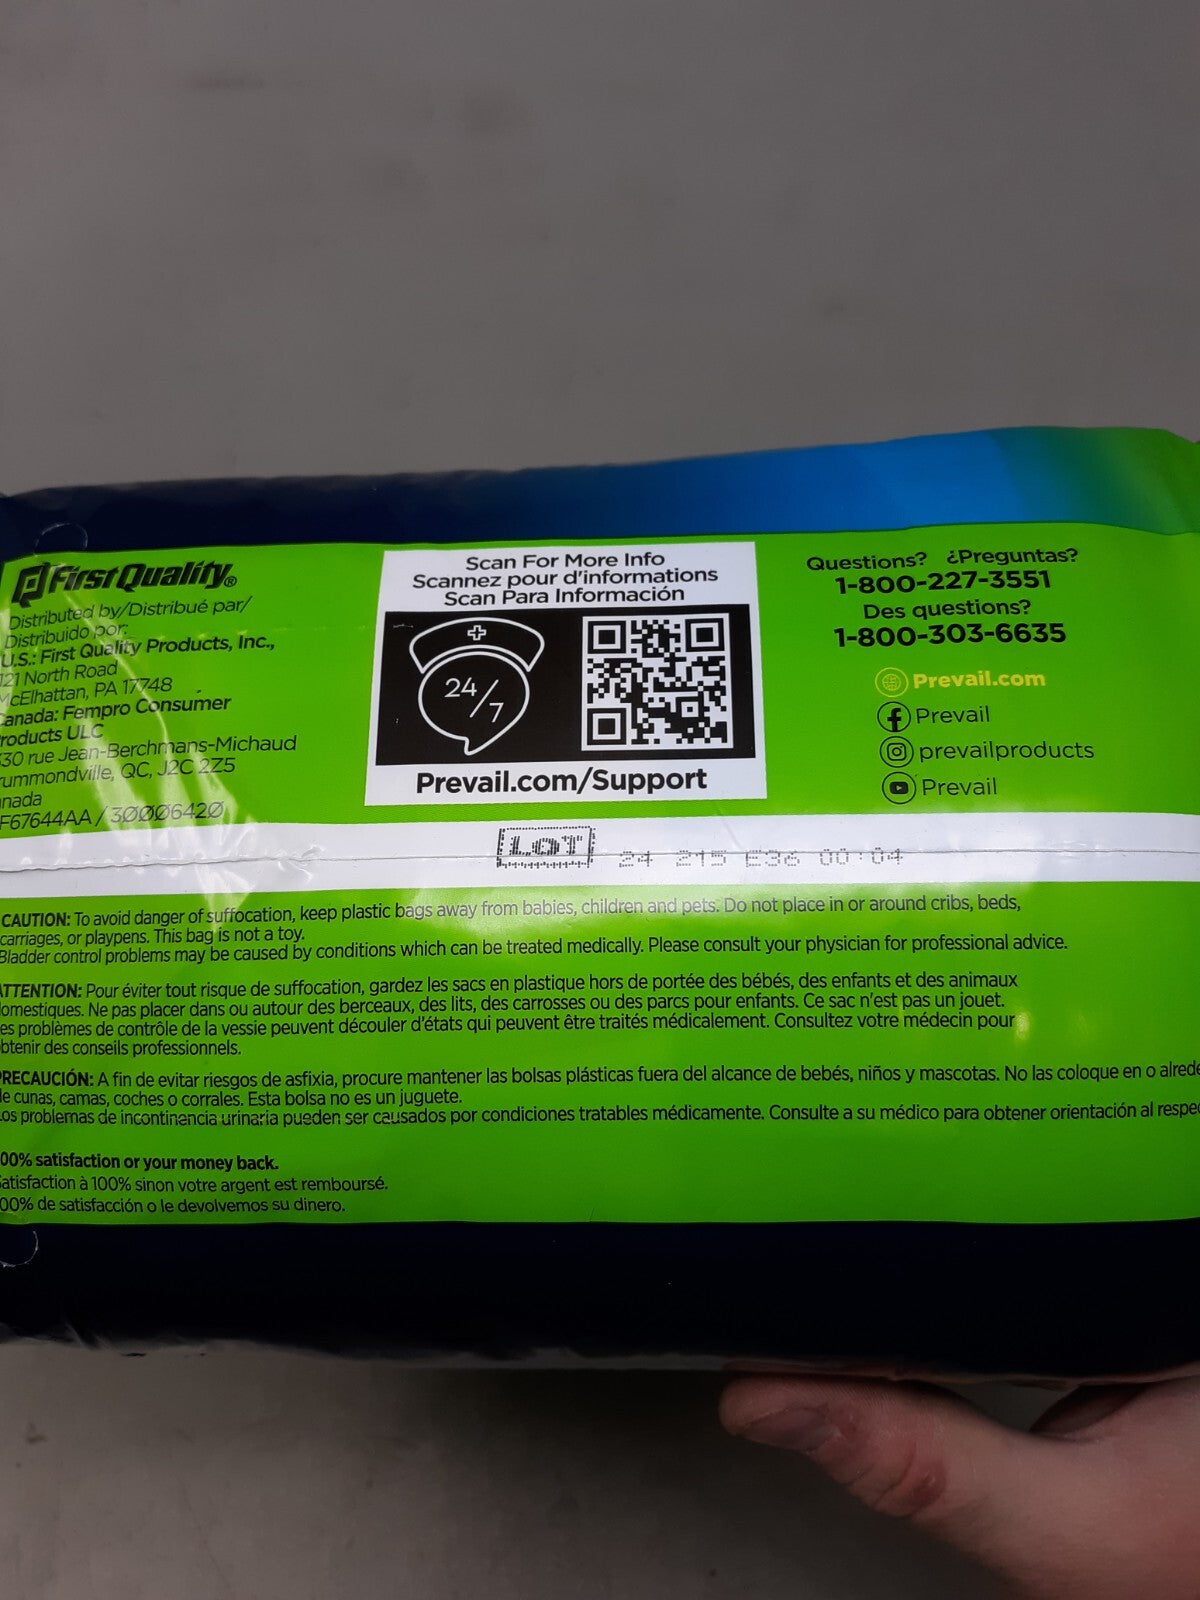 First Quality®
Distributed by/Distribué par/
Distribuido por:
U.S.: First Quality Products, Inc.,
121 North Road
McElhattan, PA 17748
Canada: Fempro Consumer
Products ULC
330 rue Jean-Berchmans-Michaud
Drummondville, QC, J2C 2Z5
Canada
F67644AA / 30006420
Scan For More Info
Scannez pour d'informations
Scan Para Información
24/7
Prevail.com/Support
Questions? ¿Preguntas?
1-800-227-3551
Des questions?
1-800-303-6635
Prevail.com
Prevail
prevailproducts
Prevail
LOT 24 215 E36 00:04
CAUTION: To avoid danger of suffocation, keep plastic bags away from babies, children and pets. Do not place in or around cribs, beds,
carriages, or playpens. This bag is not a toy.
Bladder control problems may be caused by conditions which can be treated medically. Please consult your physician for professional advice.
ATTENTION: Pour éviter tout risque de suffocation, gardez les sacs en plastique hors de portée des bébés, des enfants et des animaux
domestiques. Ne pas placer dans ou autour des berceaux, des lits, des carrosses ou des parcs pour enfants. Ce sac n'est pas un jouet.
Les problèmes de contrôle de la vessie peuvent découler d'états qui peuvent être traités médicalement. Consultez votre médecin pour
obtenir des conseils professionnels.
PRECAUCIÓN: A fin de evitar riesgos de asfixia, procure mantener las bolsas plásticas fuera del alcance de bebés, niños y mascotas. No las coloque en o alrede
de cunas, camas, coches o corrales. Esta bolsa no es un juguete.
Los problemas de incontinencia urinaria pueden ser causados por condiciones tratables médicamente. Consulte a su médico para obtener orientación al respec
100% satisfaction or your money back.
Satisfaction à 100% sinon votre argent est remboursé.
100% de satisfacción o le devolvemos su dinero.